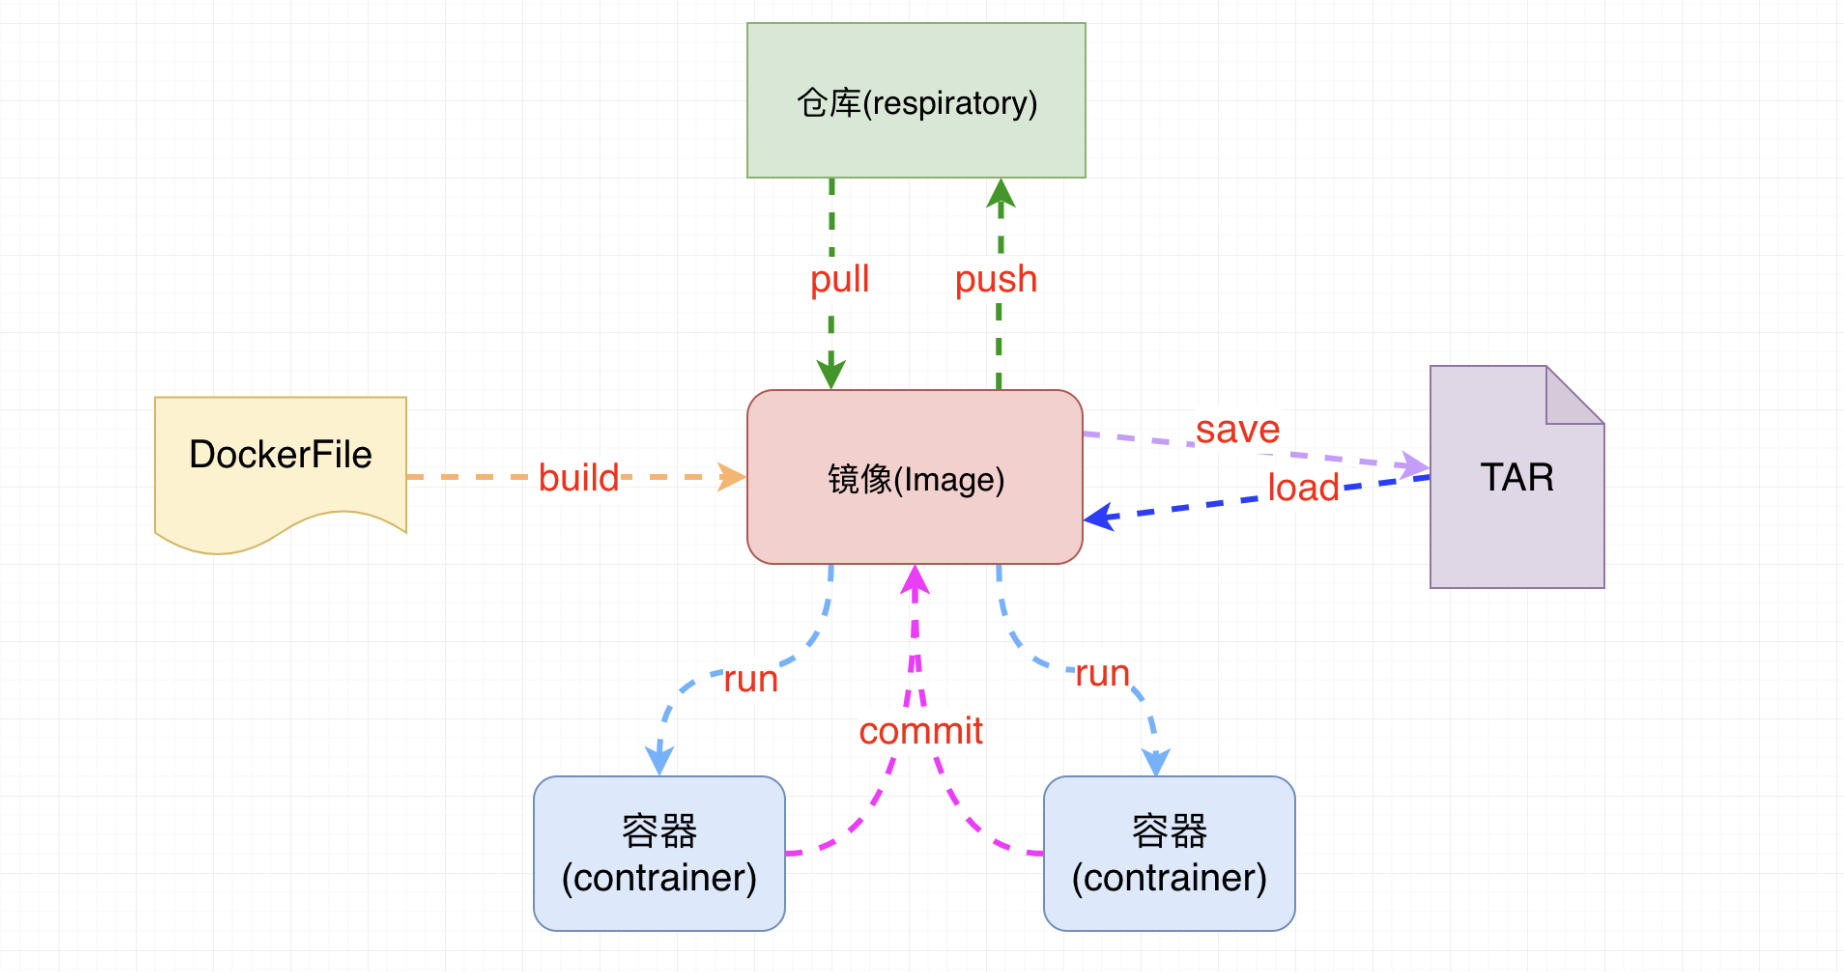 仓库(respiratory)
pull
push
DockerFile
build
镜像(Image)
save
load
TAR
run
run
commit
容器
(contrainer)
容器
(contrainer)